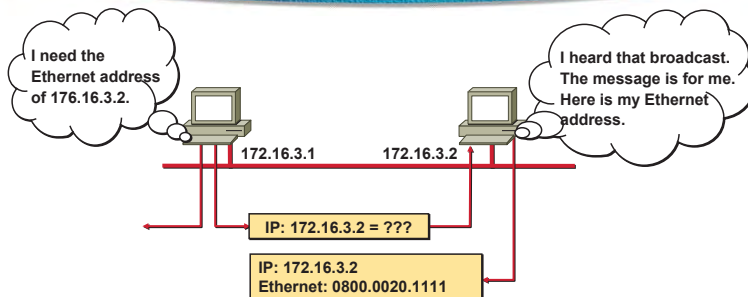 I need the
Ethernet address
of 176.16.3.2.
I heard that broadcast.
The message is for me.
Here is my Ethernet
address.
172.16.3.1
172.16.3.2
IP: 172.16.3.2 = ???
IP: 172.16.3.2
Ethernet: 0800.0020.1111